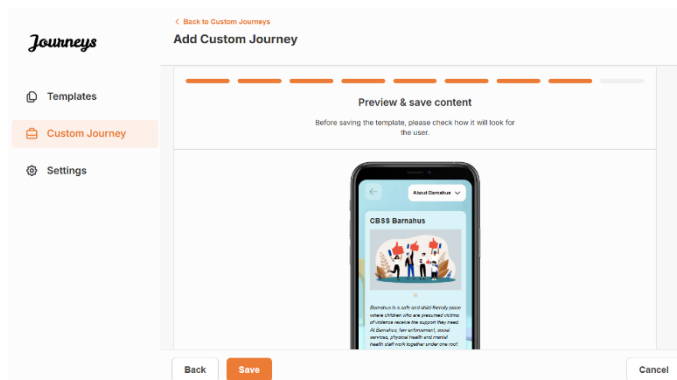 Journeys
Templates
Custom Journey
Settings
Back to Custom Journeys
Add Custom Journey
Preview & save content
Before saving the template, please check how it will look for
the user.
About Barnahus
CBSS Barnahus
Barnahus is a safe and child-friendly place
where children who are presumed victims
of violence receive the support they need.
At Barnahus, law enforcement, social
services, physical health and mental
health staff work together under one roof.
Back
Save
Cancel